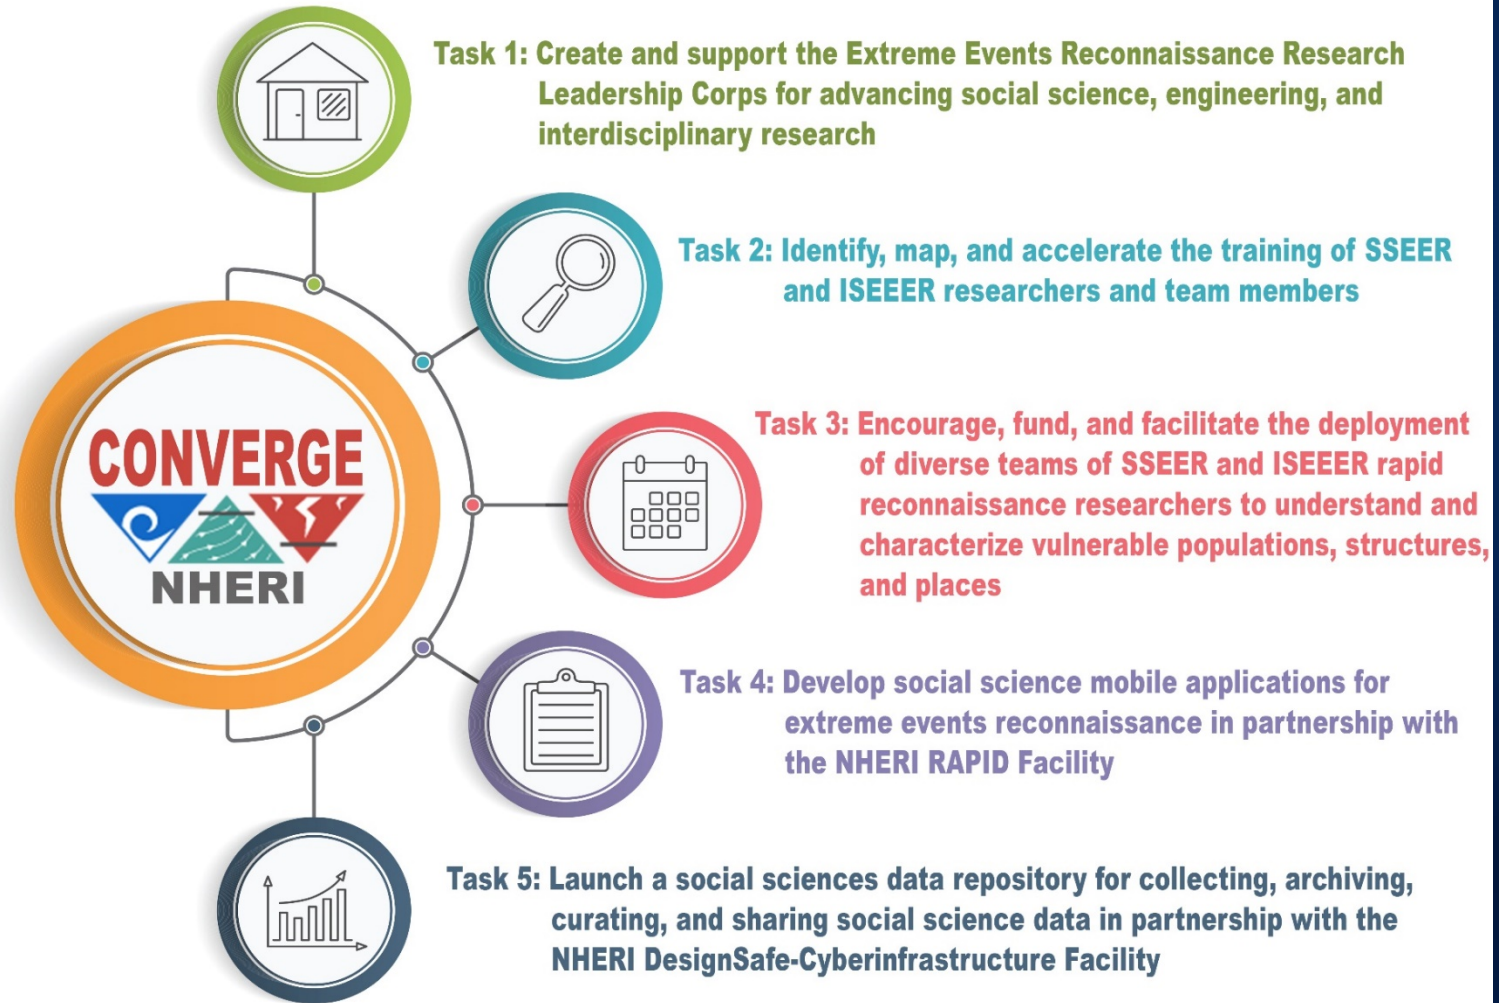 Task 1: Create and support the Extreme Events Reconnaissance Research
Leadership Corps for advancing social science, engineering, and
interdisciplinary research
Task 2: Identify, map, and accelerate the training of SSEER
and ISEEER researchers and team members
CONVERGE
NHERI
Task 3: Encourage, fund, and facilitate the deployment
of diverse teams of SSEER and ISEEER rapid
reconnaissance researchers to understand and
characterize vulnerable populations, structures,
and places
Task 4: Develop social science mobile applications for
extreme events reconnaissance in partnership with
the NHERI RAPID Facility
Task 5: Launch a social sciences data repository for collecting, archiving,
curating, and sharing social science data in partnership with the
NHERI DesignSafe-Cyberinfrastructure Facility